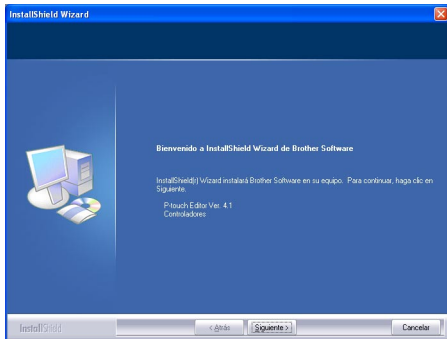 InstallShield Wizard
Bienvenido a InstallShield Wizard de Brother Software
InstallShield(r) Wizard instalará Brother Software en su equipo. Para continuar, haga clic en
Siguiente.
P-touch Editor Ver. 4.1
Controladores
InstallShield
< Atrás
Siguiente >
Cancelar